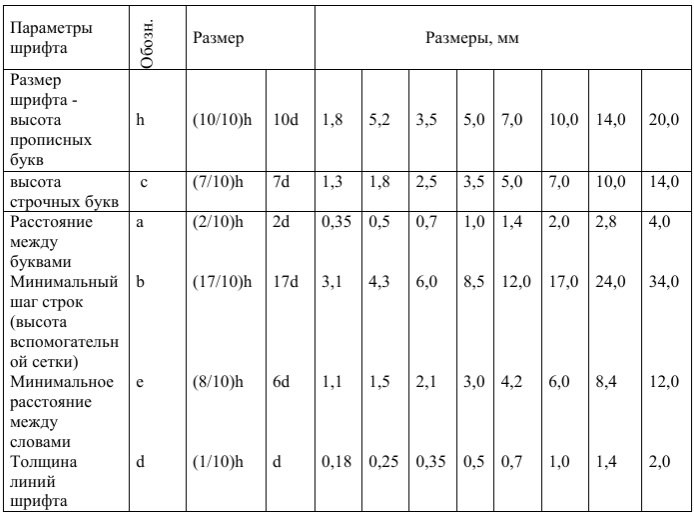 Параметры шрифта Обозн. Размер Размеры, мм
Размер шрифта - высота прописных букв h (10/10)h 10d 1,8 5,2 3,5 5,0 7,0 10,0 14,0 20,0
высота строчных букв c (7/10)h 7d 1,3 1,8 2,5 3,5 5,0 7,0 10,0 14,0
Расстояние между буквами a (2/10)h 2d 0,35 0,5 0,7 1,0 1,4 2,0 2,8 4,0
Минимальный шаг строк (высота вспомогательн ой сетки) b (17/10)h 17d 3,1 4,3 6,0 8,5 12,0 17,0 24,0 34,0
Минимальное расстояние между словами e (8/10)h 6d 1,1 1,5 2,1 3,0 4,2 6,0 8,4 12,0
Толщина линий шрифта d (1/10)h d 0,18 0,25 0,35 0,5 0,7 1,0 1,4 2,0